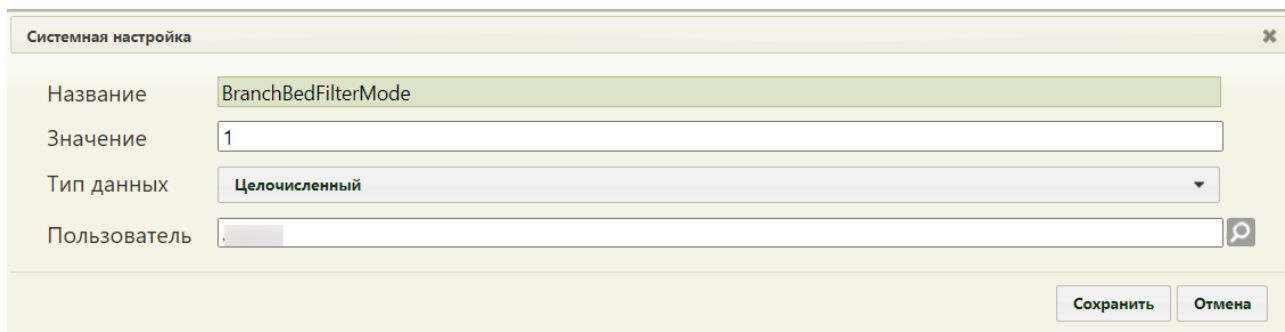 Системная настройка
Название BranchBedFilterMode
Значение 1
Тип данных Целочисленный
Пользователь
Сохранить Отмена